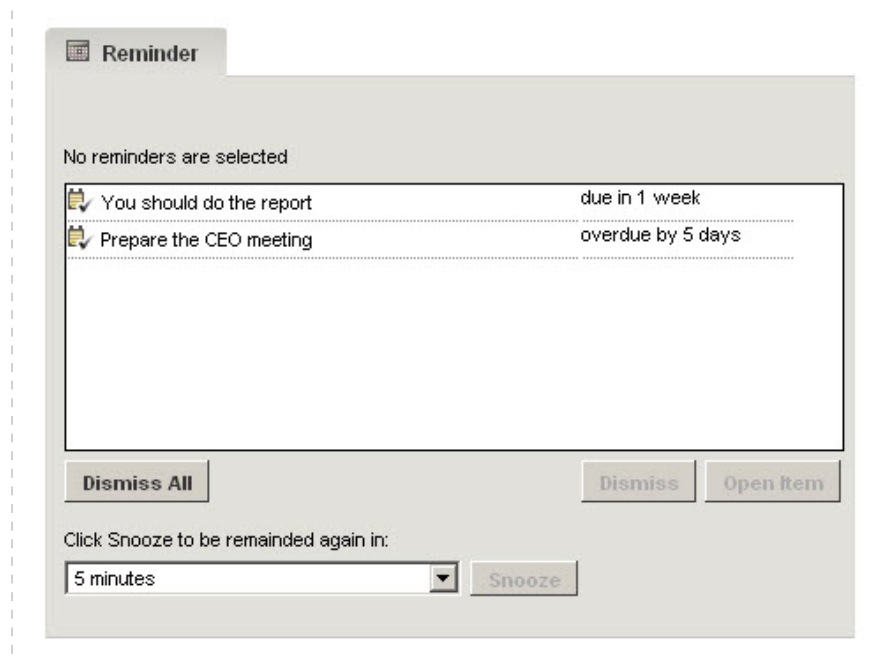 Reminder
No reminders are selected
You should do the report due in 1 week
Prepare the CEO meeting overdue by 5 days
Dismiss All Dismiss Open Item
Click Snooze to be remainded again in:
5 minutes Snooze